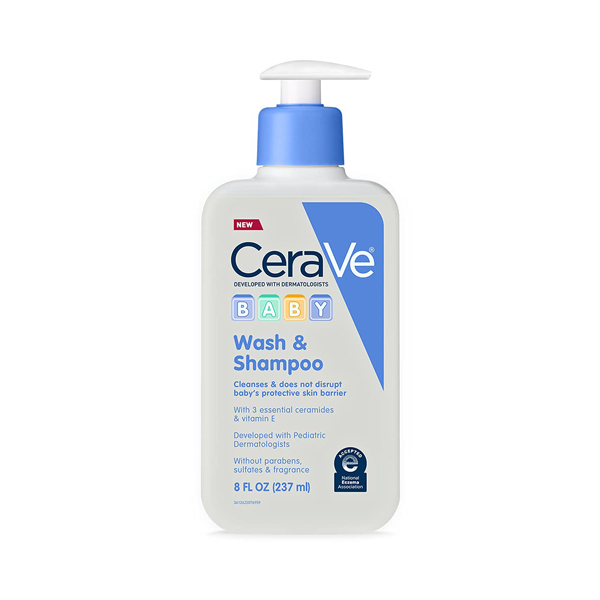 NEW
CeraVe®
DEVELOPED WITH DERMATOLOGISTS
BABY
Wash &
Shampoo
Cleanses & does not disrupt
baby's protective skin barrier
With 3 essential ceramides
& vitamin E
Developed with Pediatric
Dermatologists
Without parabens,
sulfates & fragrance
8 FL OZ (237 ml)
ACCEPTED
e
National
Eczema
Association